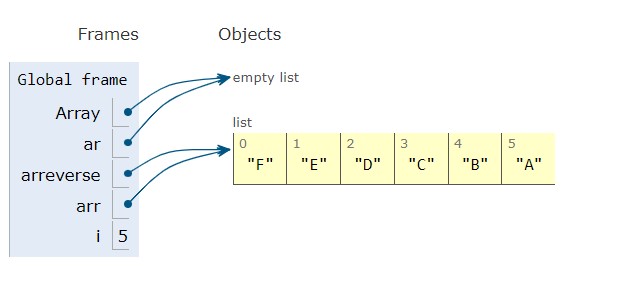 Frames Objects
Global frame
empty list
Array
list
ar
0 1 2 3 4 5
"F" "E" "D" "C" "B" "A"
arreverse
arr
i 5